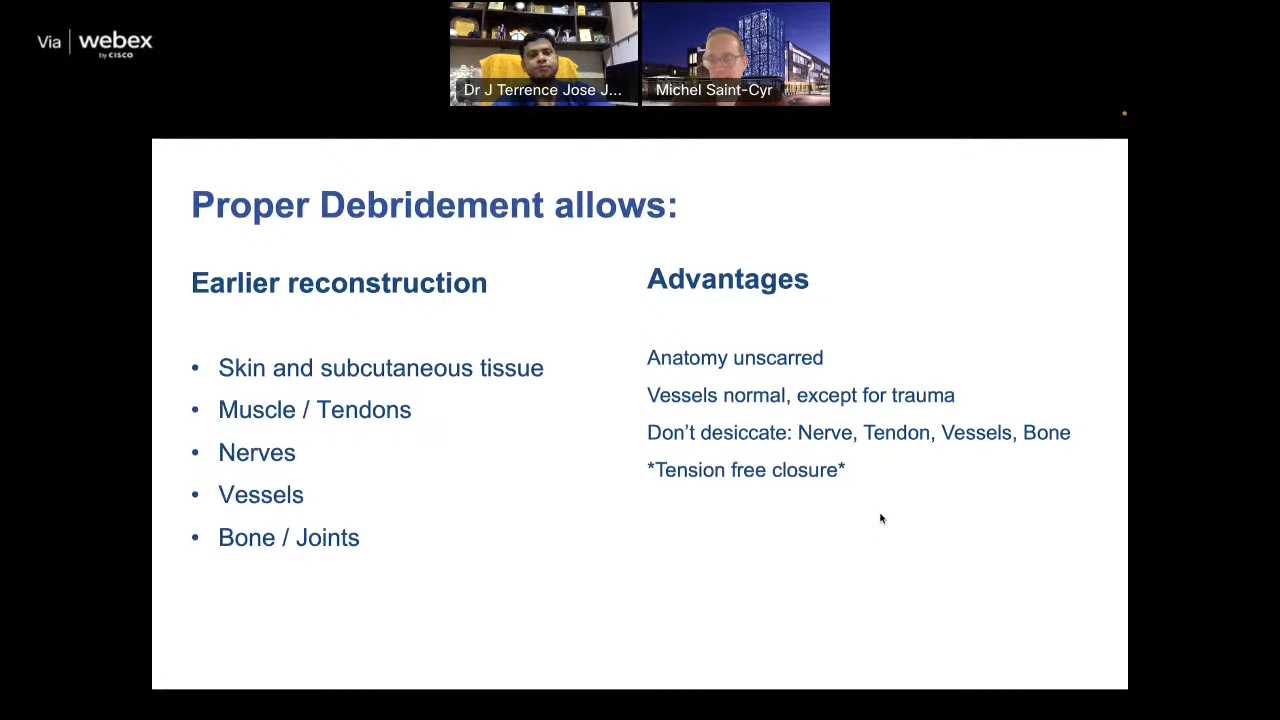 Via webex
by CISCO
Dr J Terrence Jose J...
Michel Saint-Cyr
Proper Debridement allows:
Earlier reconstruction
• Skin and subcutaneous tissue
• Muscle / Tendons
• Nerves
• Vessels
• Bone / Joints
Advantages
Anatomy unscarred
Vessels normal, except for trauma
Don’t desiccate: Nerve, Tendon, Vessels, Bone
*Tension free closure*